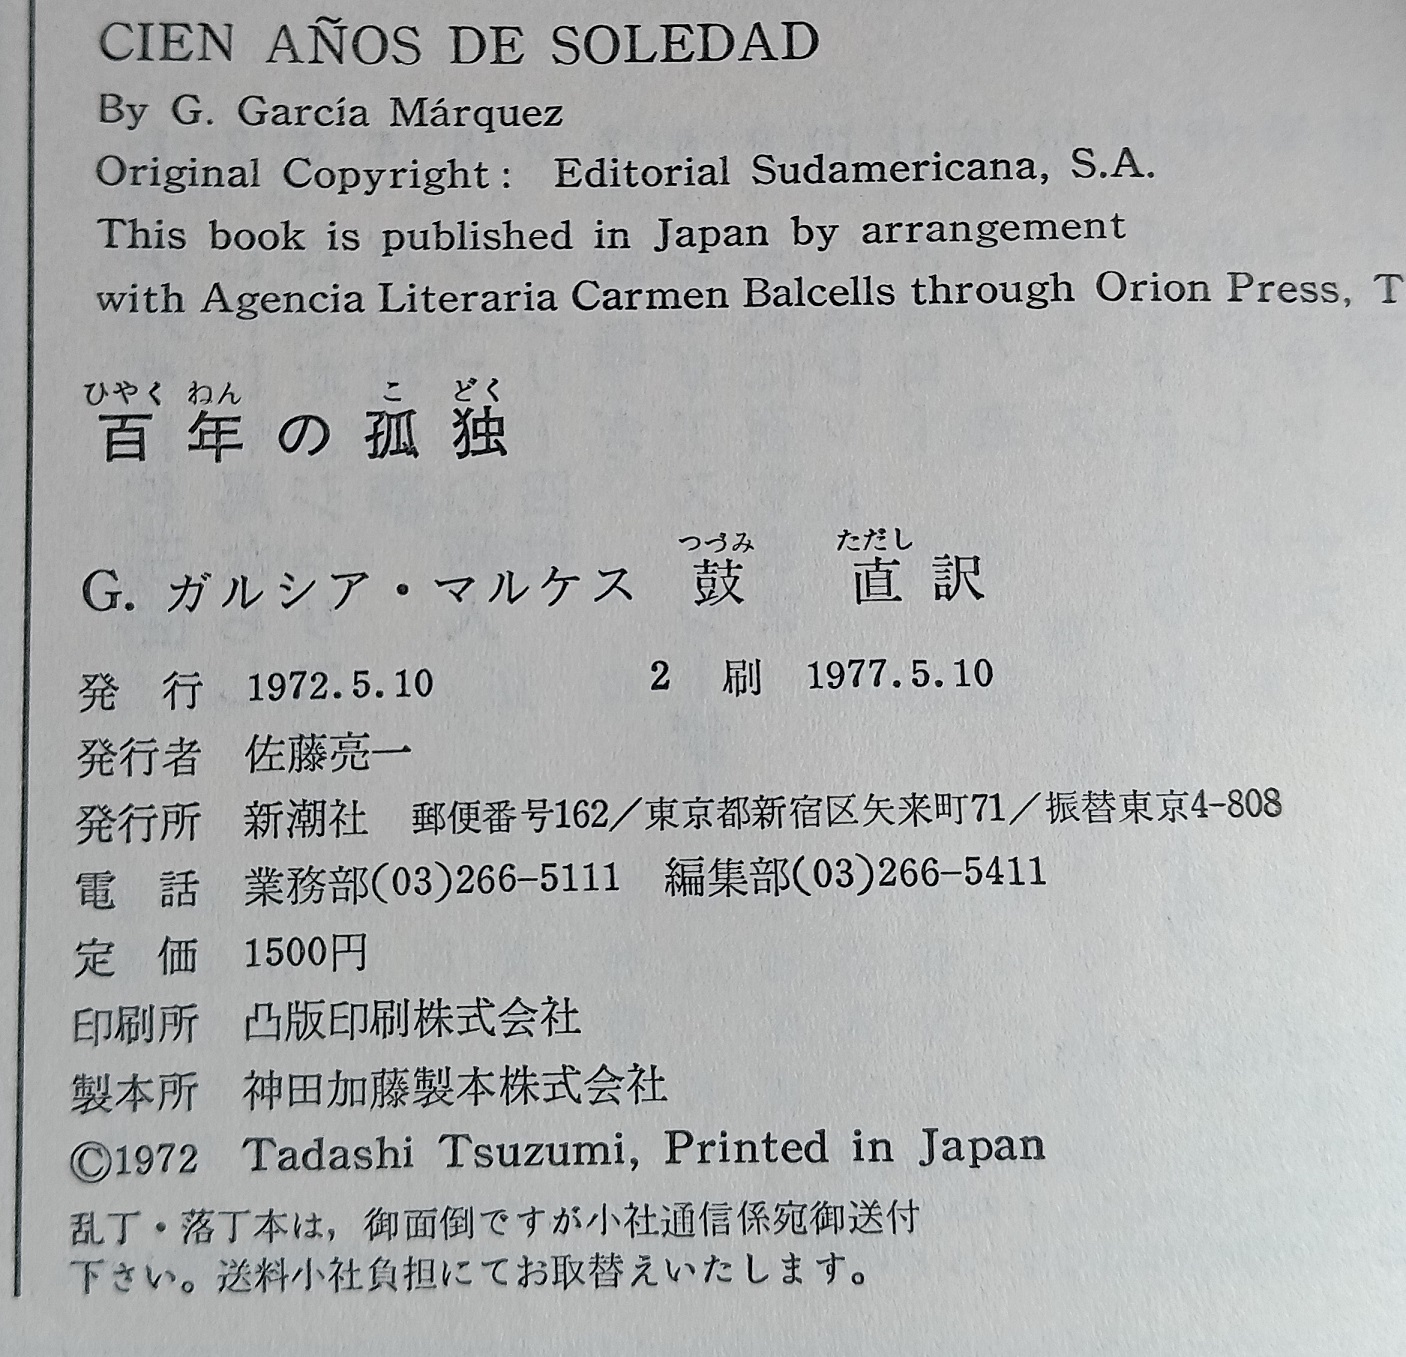 CIEN AÑOS DE SOLEDAD
By G. García Márquez
Original Copyright: Editorial Sudamericana, S.A.
This book is published in Japan by arrangement
with Agencia Literaria Carmen Balcells through Orion Press, T
ひやく ねん こ どく
百年の孤独
つづみ ただし
G. ガルシア・マルケス 鼓 直訳
発 行 1972.5.10 2 刷 1977.5.10
発行者 佐藤亮一
発行所 新潮社 郵便番号162／東京都新宿区矢来町71／振替東京4-808
電 話 業務部(03)266-5111 編集部(03)266-5411
定 価 1500円
印刷所 凸版印刷株式会社
製本所 神田加藤製本株式会社
©1972 Tadashi Tsuzumi, Printed in Japan
乱丁・落丁本は，御面倒ですが小社通信係宛御送付
下さい。送料小社負担にてお取替えいたします。